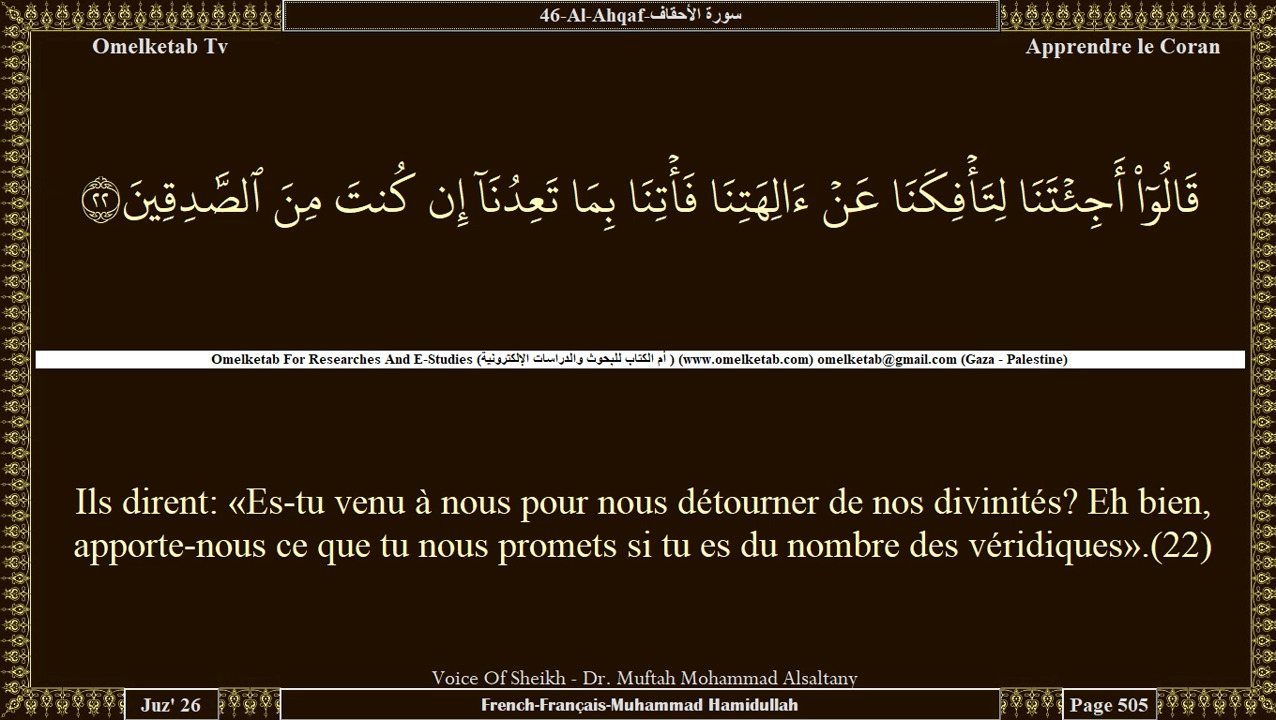 46-Al-Ahqaf-سورة الأحقاف
Omelketab Tv
Apprendre le Coran
قَالُوٓا۟ أَجِئْتَنَا لِتَأْفِكَنَا عَنْ ءَالِهَتِنَا فَأْتِنَا بِمَا تَعِدُنَآ إِن كُنتَ مِنَ ٱلصَّٰدِقِينَ ٢٢
Omelketab For Researches And E-Studies (أم الكتاب للبحوث والدراسات الإلكترونية ) (www.omelketab.com) omelketab@gmail.com (Gaza - Palestine)
Ils dirent: «Es-tu venu à nous pour nous détourner de nos divinités? Eh bien,
apporte-nous ce que tu nous promets si tu es du nombre des véridiques».(22)
Voice Of Sheikh - Dr. Muftah Mohammad Alsaltany
Juz' 26
French-Français-Muhammad Hamidullah
Page 505